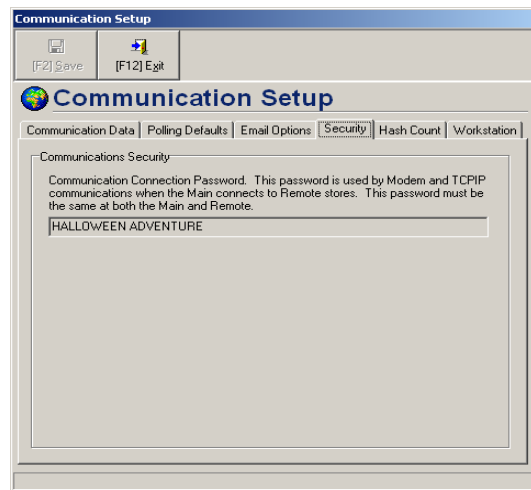 Communication Setup
[F2] Save
[F12] Exit
Communication Setup
Communication Data
Polling Defaults
Email Options
Security
Hash Count
Workstation
Communications Security
Communication Connection Password. This password is used by Modem and TCPIP
communications when the Main connects to Remote stores. This password must be
the same at both the Main and Remote.
HALLOWEEN ADVENTURE